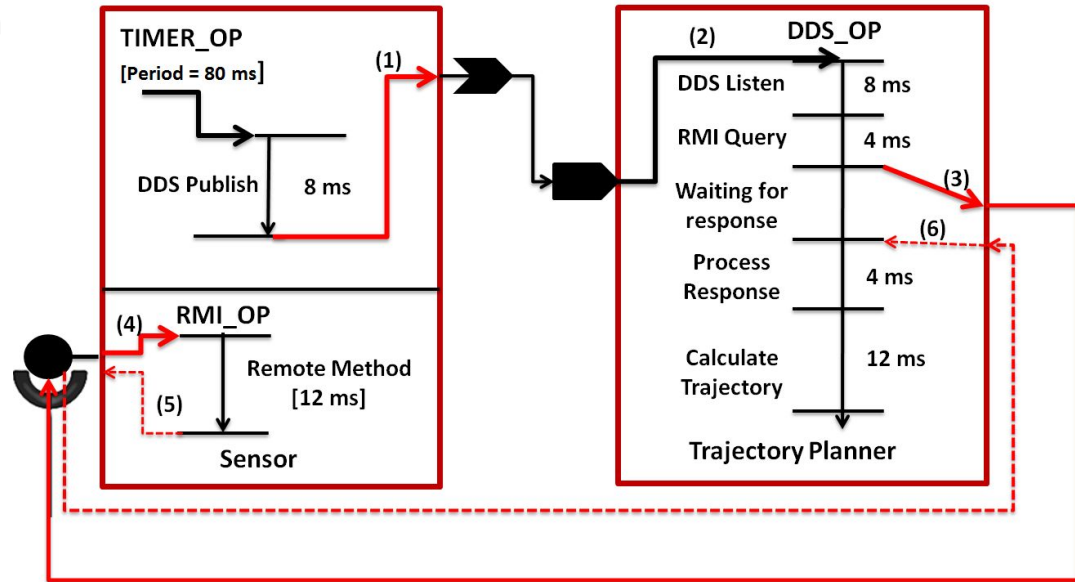 TIMER_OP
[Period = 80 ms]
(1)
DDS Publish
8 ms
RMI_OP
(4)
Remote Method
[12 ms]
(5)
Sensor
(2)
DDS_OP
DDS Listen
8 ms
RMI Query
4 ms
(3)
Waiting for
response
(6)
Process
Response
4 ms
Calculate
Trajectory
12 ms
Trajectory Planner